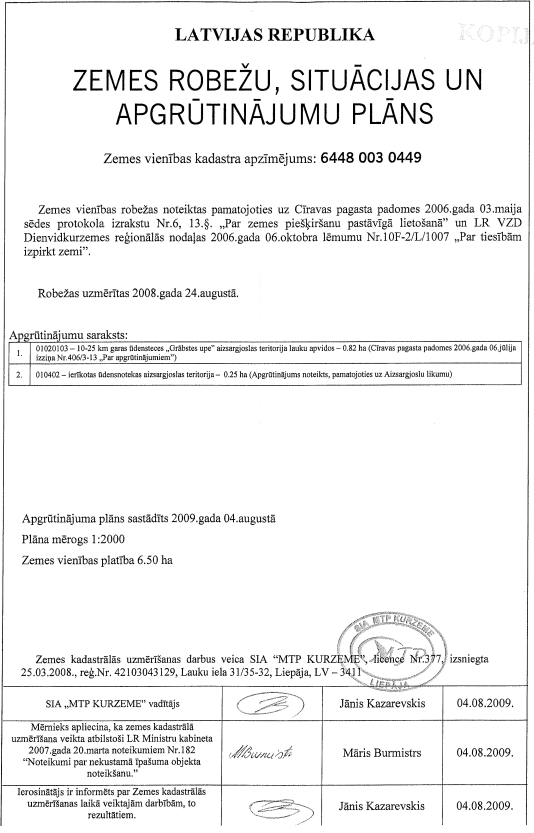 LATVIJAS REPUBLIKA
KOPIJ
ZEMES ROBEŽU, SITUĀCIJAS UN
APGRŪTINĀJUMU PLĀNS
Zemes vienības kadastra apzīmējums: 6448 003 0449
Zemes vienības robežas noteiktas pamatojoties uz Cīravas pagasta padomes 2006.gada 03.maija
sēdes protokola izrakstu Nr.6, 13.§. „Par zemes piešķiršanu pastāvīgā lietošanā" un LR VZD
Dienvidkurzemes reģionālās nodaļas 2006.gada 06.oktobra lēmumu Nr.10F-2/L/1007 „Par tiesībām
izpirkt zemi".
Robežas uzmērītas 2008.gada 24.augustā.
Apgrūtinājumu saraksts:
1. 01020103 – 10-25 km garas ūdensteces „Grābstes upe" aizsargjoslas teritorija lauku apvidos – 0.82 ha (Cīravas pagasta padomes 2006.gada 06.jūlija
izziņa Nr.406/3-13 „Par apgrūtinājumiem")
2. 010402 – ierīkotas ūdensnotekas aizsargjoslas teritorija – 0.25 ha (Apgrūtinājums noteikts, pamatojoties uz Aizsargjoslu likumu)
Apgrūtinājuma plāns sastādīts 2009.gada 04.augustā
Plāna mērogs 1:2000
Zemes vienības platība 6.50 ha
SIA MTP KURZEME
MTP
LIEPĀJA
Zemes kadastrālās uzmērīšanas darbus veica SIA "MTP KURZEME", licence Nr.377, izsniegta
25.03.2008., reģ.Nr. 42103043129, Lauku iela 31/35-32, Liepāja, LV – 3411
SIA „MTP KURZEME" vadītājs Jānis Kazarevskis 04.08.2009.
Mērnieks apliecina, ka zemes kadastrālā
uzmērīšana veikta atbilstoši LR Ministru kabineta
2007.gada 20.marta noteikumiem Nr.182
"Noteikumi par nekustamā īpašuma objekta
noteikšanu."
MBurmistr Māris Burmistrs 04.08.2009.
Ierosinātājs ir informēts par Zemes kadastrālās
uzmērīšanas laikā veiktajām darbībām, to
rezultātiem.
Jānis Kazarevskis 04.08.2009.